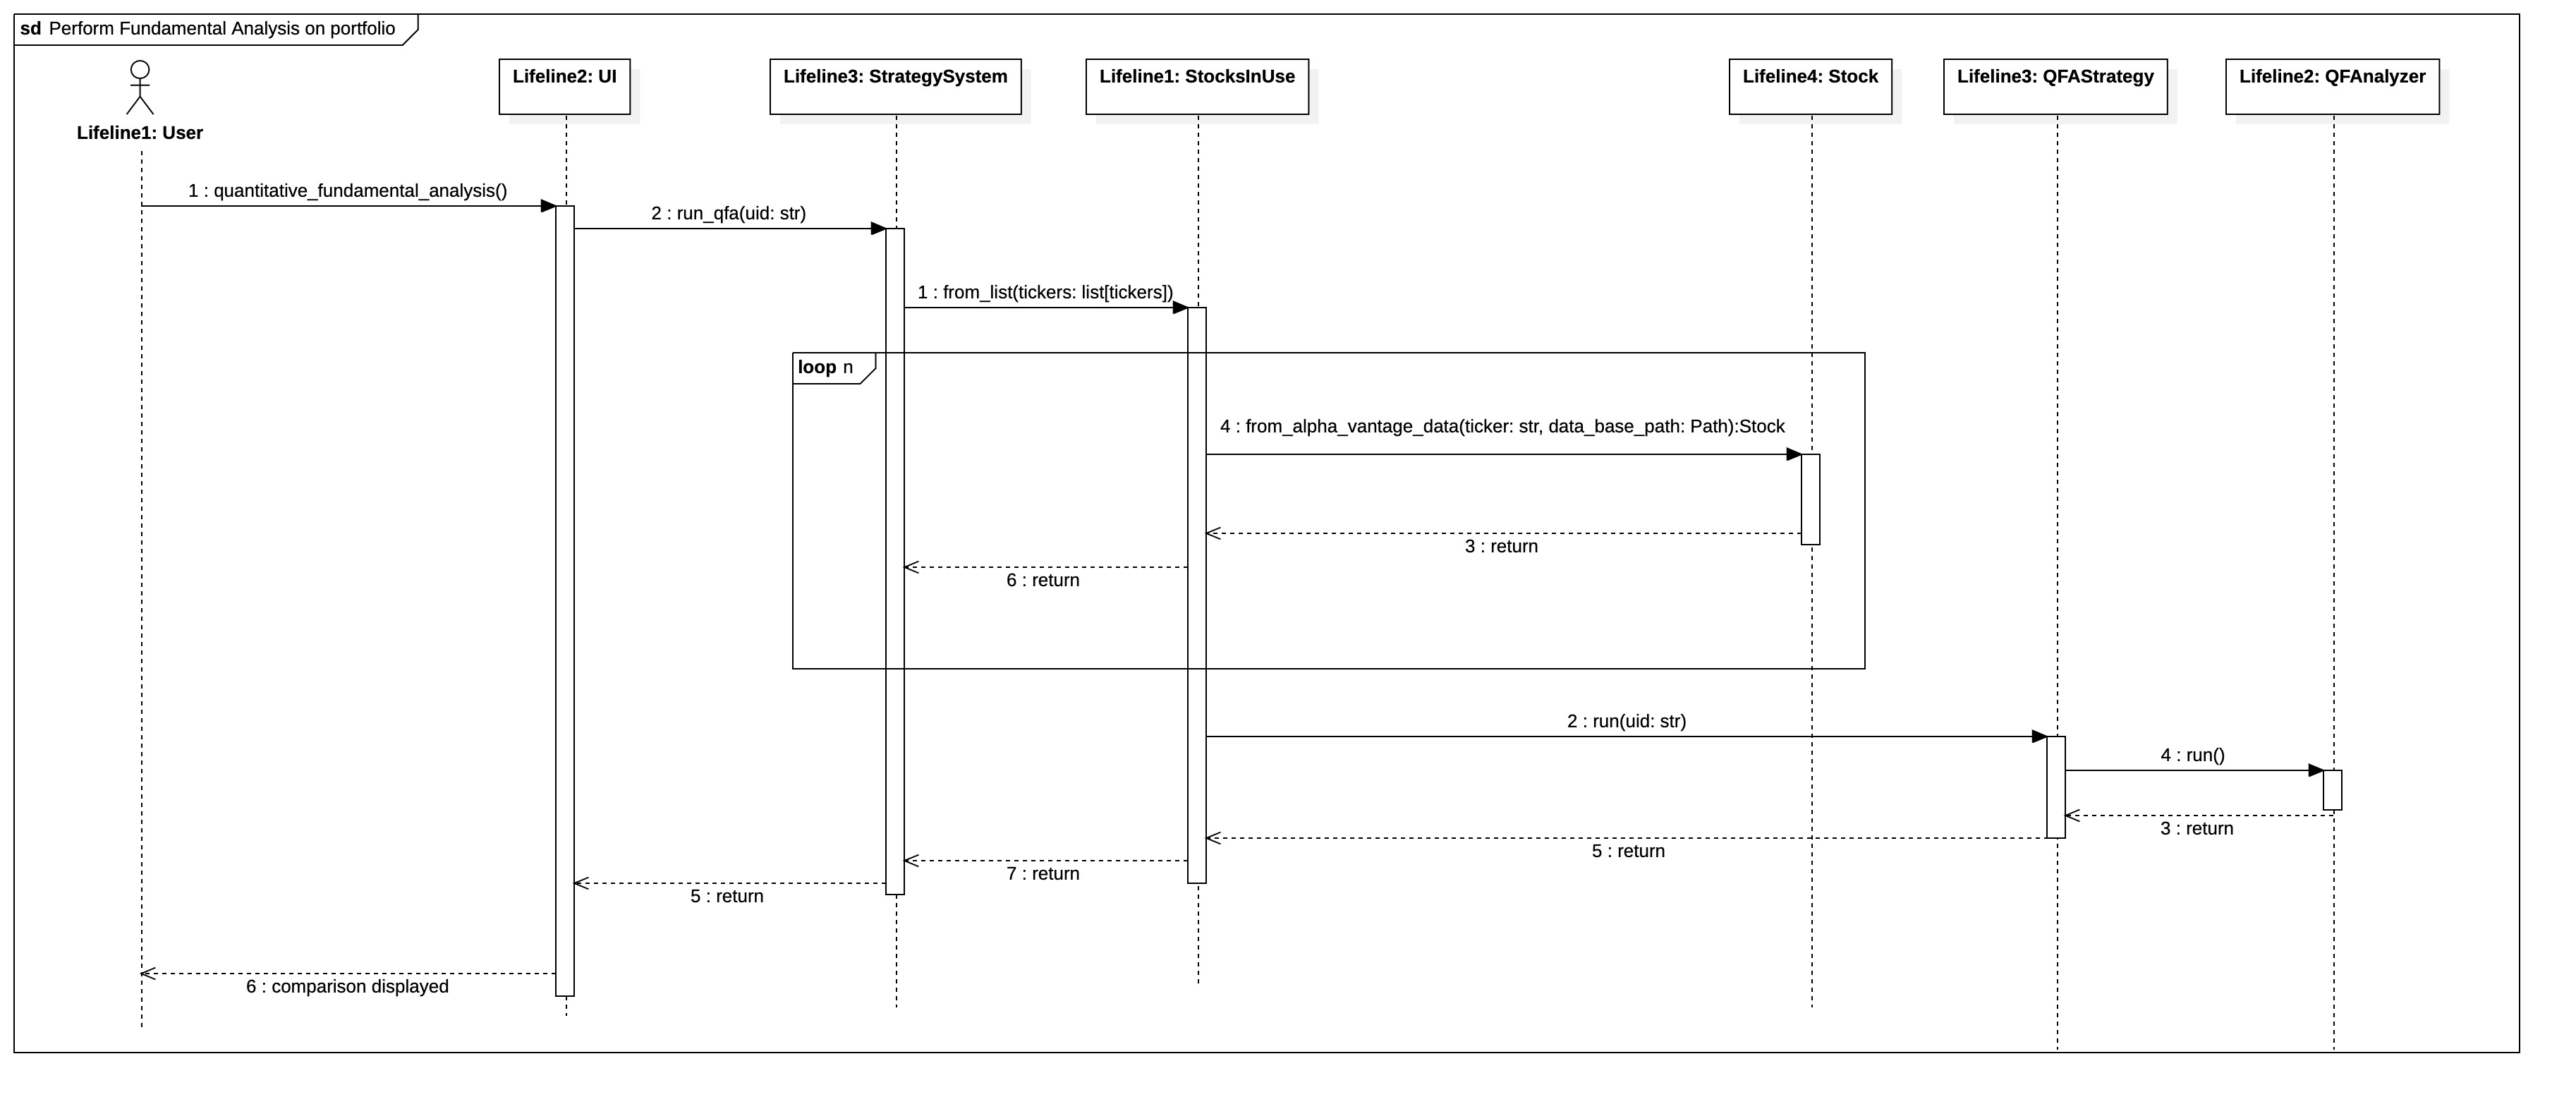 sd Perform Fundamental Analysis on portfolio
Lifeline1: User
Lifeline2: UI
Lifeline3: StrategySystem
Lifeline1: StocksInUse
Lifeline4: Stock
Lifeline3: QFAStrategy
Lifeline2: QFAnalyzer
1 : quantitative_fundamental_analysis()
2 : run_qfa(uid: str)
1 : from_list(tickers: list[tickers])
loop n
4 : from_alpha_vantage_data(ticker: str, data_base_path: Path):Stock
3 : return
6 : return
2 : run(uid: str)
4 : run()
3 : return
5 : return
7 : return
5 : return
6 : comparison displayed